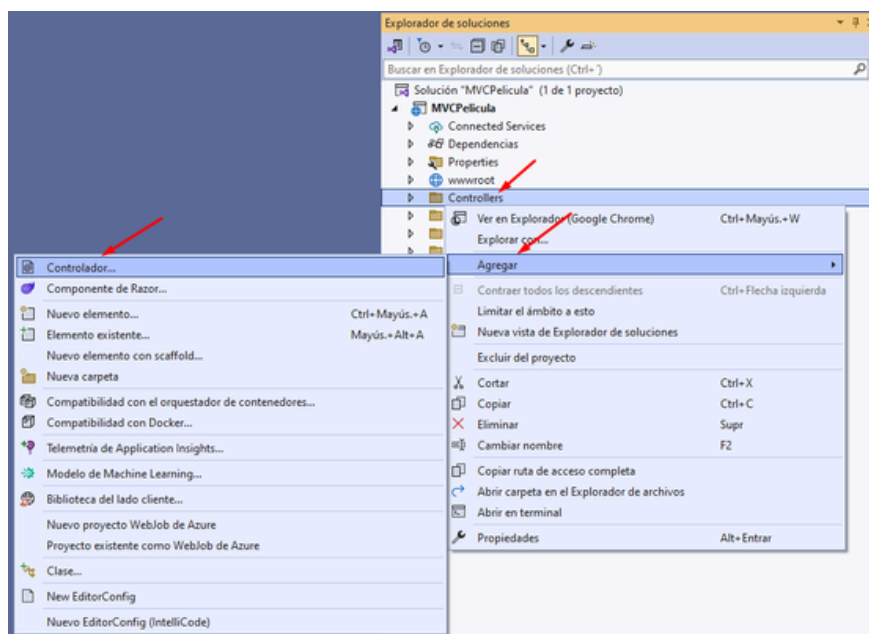 Explorador de soluciones
Buscar en Explorador de soluciones (Ctrl+´)
Solución "MVCPelicula" (1 de 1 proyecto)
MVCPelicula
Connected Services
Dependencias
Properties
wwwroot
Controllers
Ver en Explorador (Google Chrome) Ctrl+Mayús.+W
Explorar con...
Agregar
Contraer todos los descendientes Ctrl+Flecha izquierda
Limitar el ámbito a esto
Nueva vista de Explorador de soluciones
Excluir del proyecto
Cortar Ctrl+X
Copiar Ctrl+C
Eliminar Supr
Cambiar nombre F2
Copiar ruta de acceso completa
Abrir carpeta en el Explorador de archivos
Abrir en terminal
Propiedades Alt+Entrar
Controlador...
Componente de Razor...
Nuevo elemento... Ctrl+Mayús.+A
Elemento existente... Mayús.+Alt+A
Nuevo elemento con scaffold...
Nueva carpeta
Compatibilidad con el orquestador de contenedores...
Compatibilidad con Docker...
Telemetría de Application Insights...
Modelo de Machine Learning...
Biblioteca del lado cliente...
Nuevo proyecto WebJob de Azure
Proyecto existente como WebJob de Azure
Clase...
New EditorConfig
Nuevo EditorConfig (IntelliCode)